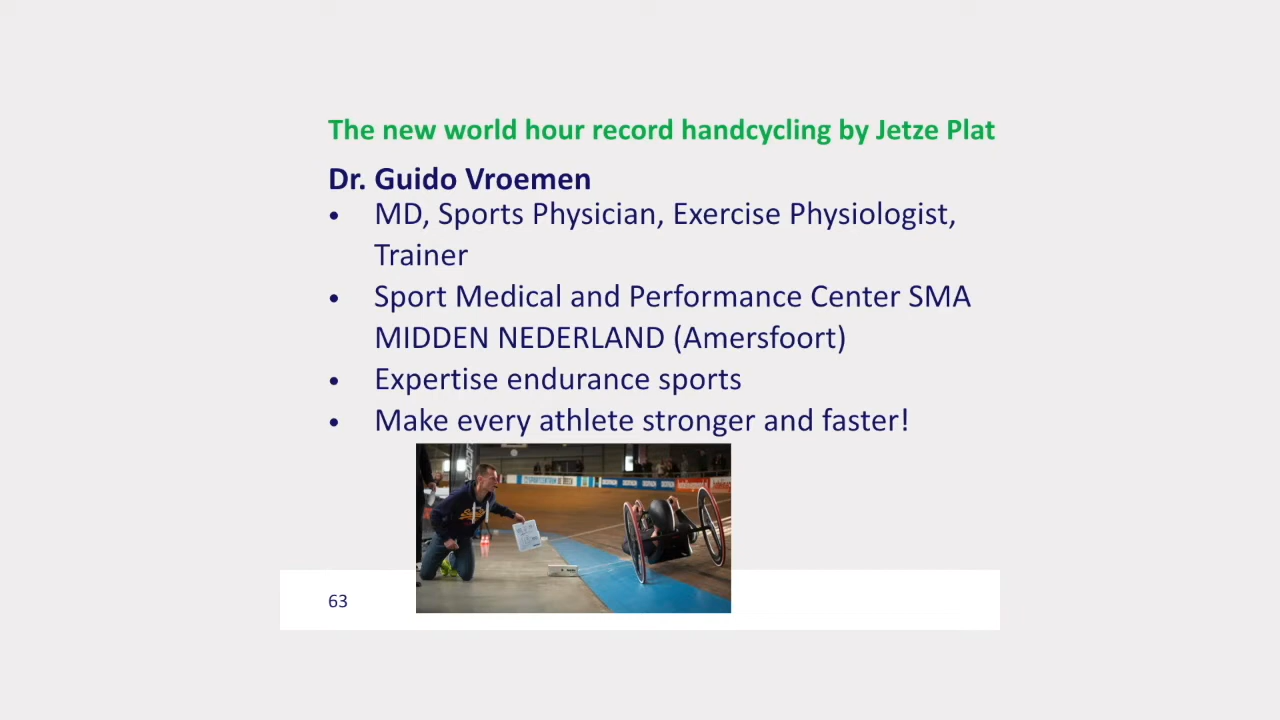 The new world hour record handcycling by Jetze Plat
Dr. Guido Vroemen
• MD, Sports Physician, Exercise Physiologist,
Trainer
• Sport Medical and Performance Center SMA
MIDDEN NEDERLAND (Amersfoort)
• Expertise endurance sports
• Make every athlete stronger and faster!
63